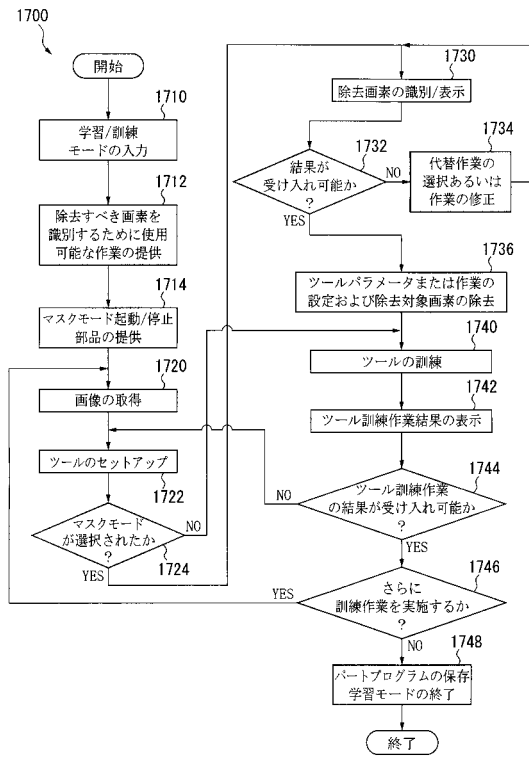 1700
開始
1710
学習/訓練
モードの入力
1712
除去すべき画素を
識別するために使用
可能な作業の提供
1714
マスクモード起動/停止
部品の提供
1720
画像の取得
ツールのセットアップ
1722
マスクモード
が選択されたか
?
NO
1724
YES
1730
除去画素の識別/表示
1732
結果が
受け入れ可能か
?
NO
YES
1734
代替作業の
選択あるいは
作業の修正
1736
ツールパラメータまたは作業の
設定および除去対象画素の除去
1740
ツールの訓練
1742
ツール訓練作業結果の表示
1744
ツール訓練作業
の結果が受け入れ可能か
?
NO
YES
1746
さらに
訓練作業を実施するか
?
YES
NO
1748
パートプログラムの保存
学習モードの終了
終了